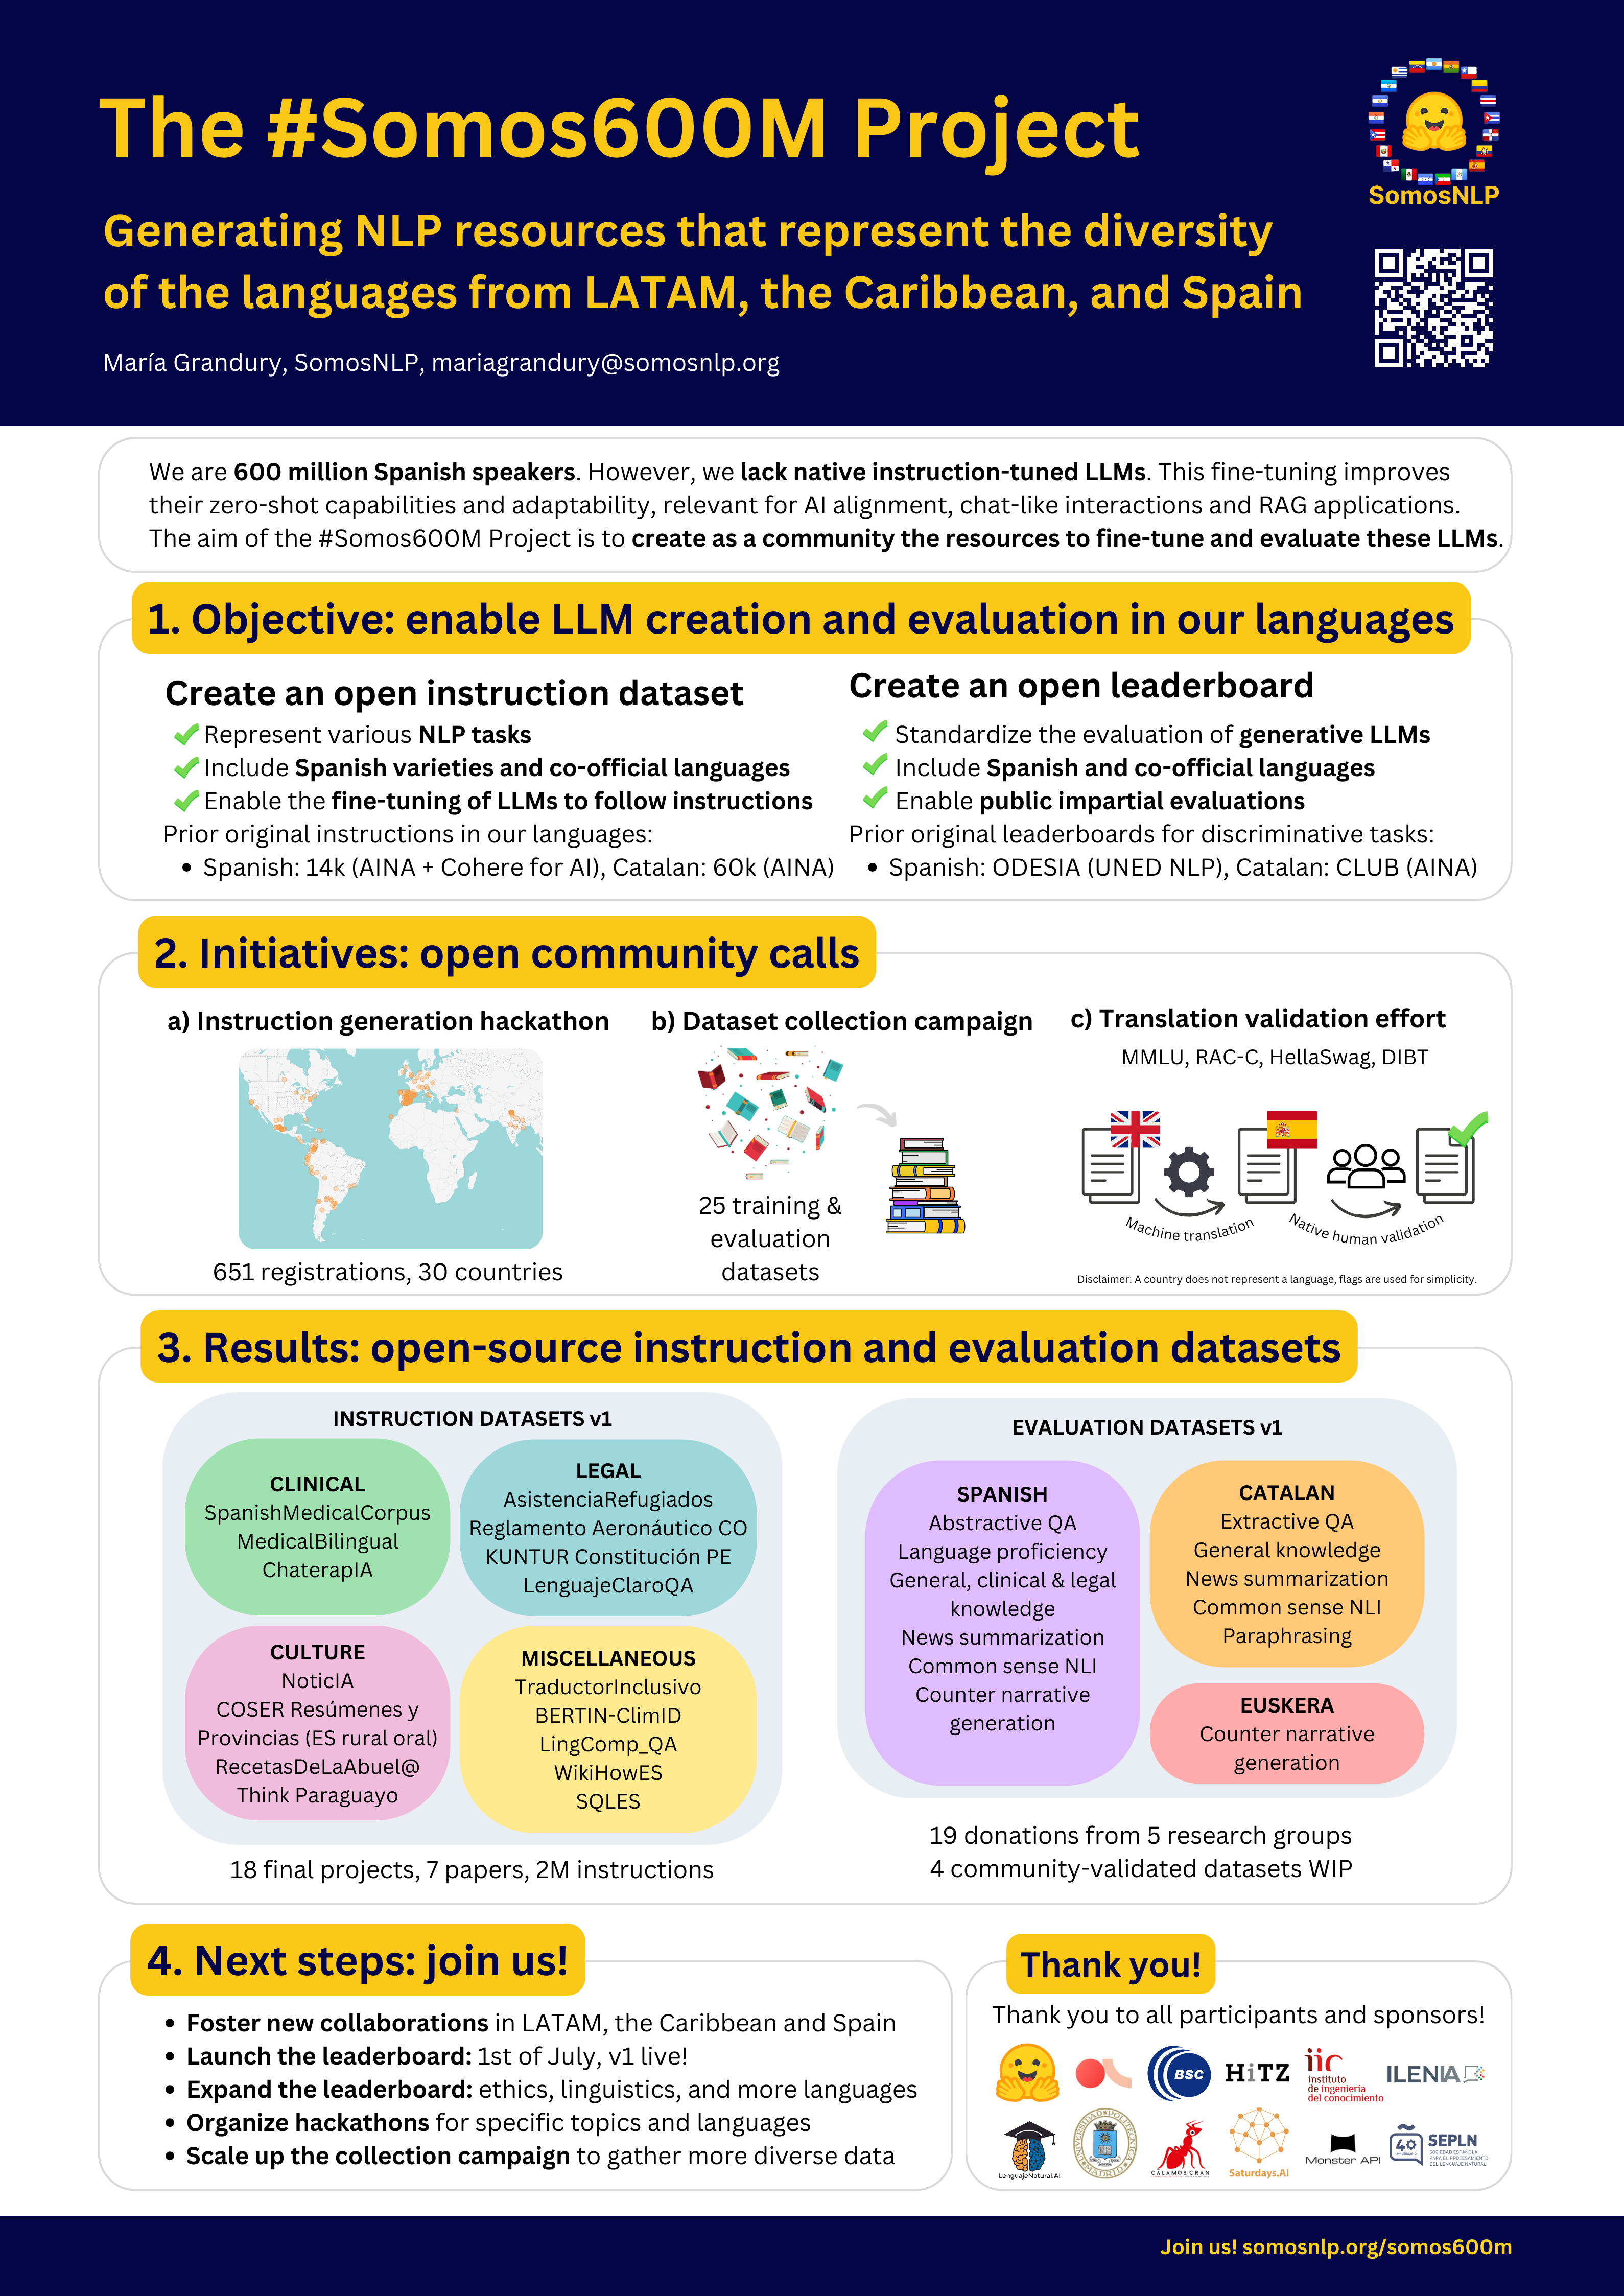 The #Somos600M Project
Generating NLP resources that represent the diversity
of the languages from LATAM, the Caribbean, and Spain
María Grandury, SomosNLP, mariagrandury@somosnlp.org
SomosNLP
We are 600 million Spanish speakers. However, we lack native instruction-tuned LLMs. This fine-tuning improves
their zero-shot capabilities and adaptability, relevant for AI alignment, chat-like interactions and RAG applications.
The aim of the #Somos600M Project is to create as a community the resources to fine-tune and evaluate these LLMs.
1. Objective: enable LLM creation and evaluation in our languages
Create an open instruction dataset
Represent various NLP tasks
Include Spanish varieties and co-official languages
Enable the fine-tuning of LLMs to follow instructions
Prior original instructions in our languages:
• Spanish: 14k (AINA + Cohere for AI), Catalan: 60k (AINA)
Create an open leaderboard
Standardize the evaluation of generative LLMs
Include Spanish and co-official languages
Enable public impartial evaluations
Prior original leaderboards for discriminative tasks:
• Spanish: ODESIA (UNED NLP), Catalan: CLUB (AINA)
2. Initiatives: open community calls
a) Instruction generation hackathon
651 registrations, 30 countries
b) Dataset collection campaign
25 training &
evaluation
datasets
c) Translation validation effort
MMLU, RAC-C, HellaSwag, DIBT
Machine translation
Native human validation
Disclaimer: A country does not represent a language, flags are used for simplicity.
3. Results: open-source instruction and evaluation datasets
INSTRUCTION DATASETS v1
CLINICAL
SpanishMedicalCorpus
MedicalBilingual
ChaterapIA
LEGAL
AsistenciaRefugiados
Reglamento Aeronáutico CO
KUNTUR Constitución PE
LenguajeClaroQA
CULTURE
NoticIA
COSER Resúmenes y
Provincias (ES rural oral)
RecetasDeLaAbuel@
Think Paraguayo
MISCELLANEOUS
TraductorInclusivo
BERTIN-ClimID
LingComp_QA
WikiHowES
SQLES
18 final projects, 7 papers, 2M instructions
EVALUATION DATASETS v1
SPANISH
Abstractive QA
Language proficiency
General, clinical & legal
knowledge
News summarization
Common sense NLI
Counter narrative
generation
CATALAN
Extractive QA
General knowledge
News summarization
Common sense NLI
Paraphrasing
EUSKERA
Counter narrative
generation
19 donations from 5 research groups
4 community-validated datasets WIP
4. Next steps: join us!
• Foster new collaborations in LATAM, the Caribbean and Spain
• Launch the leaderboard: 1st of July, v1 live!
• Expand the leaderboard: ethics, linguistics, and more languages
• Organize hackathons for specific topics and languages
• Scale up the collection campaign to gather more diverse data
Thank you!
Thank you to all participants and sponsors!
BSC
HiTZ
iic
instituto
de ingeniería
del conocimiento
ILENIA
LenguajeNatural.AI
UNIVERSIDAD POLITÉCNICA
MADRID
CÁLAMO&CRAN
Saturdays.AI
Monster API
40
SEPLN
SOCIEDAD ESPAÑOLA
PARA EL PROCESAMIENTO
DEL LENGUAJE NATURAL
Join us! somosnlp.org/somos600m